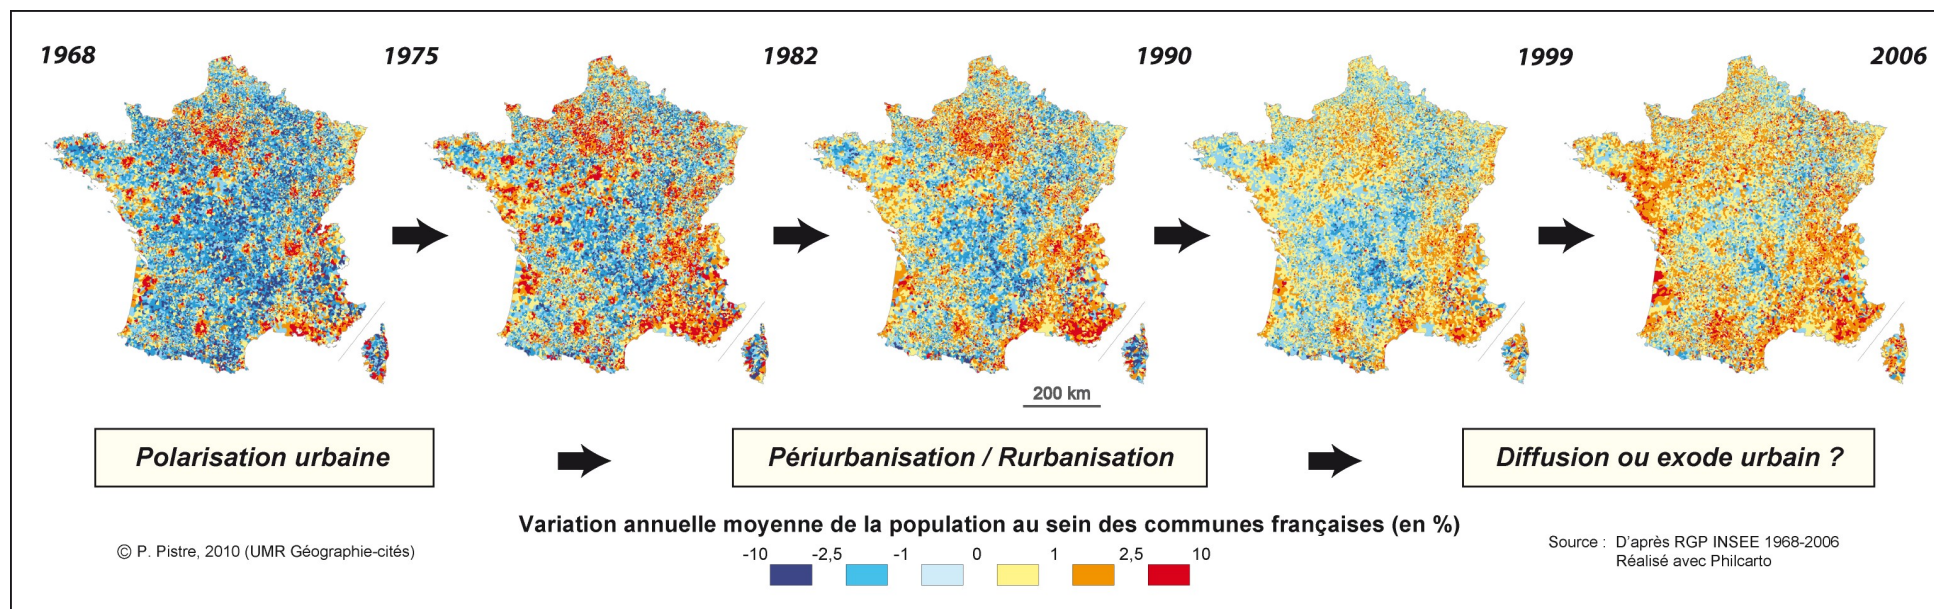 1968 1975 1982 1990 1999 2006
200 km
Polarisation urbaine
Périurbanisation / Rurbanisation
Diffusion ou exode urbain ?
Variation annuelle moyenne de la population au sein des communes françaises (en %)
-10 -2,5 -1 0 1 2,5 10
© P. Pistre, 2010 (UMR Géographie-cités)
Source : D'après RGP INSEE 1968-2006
Réalisé avec Philcarto